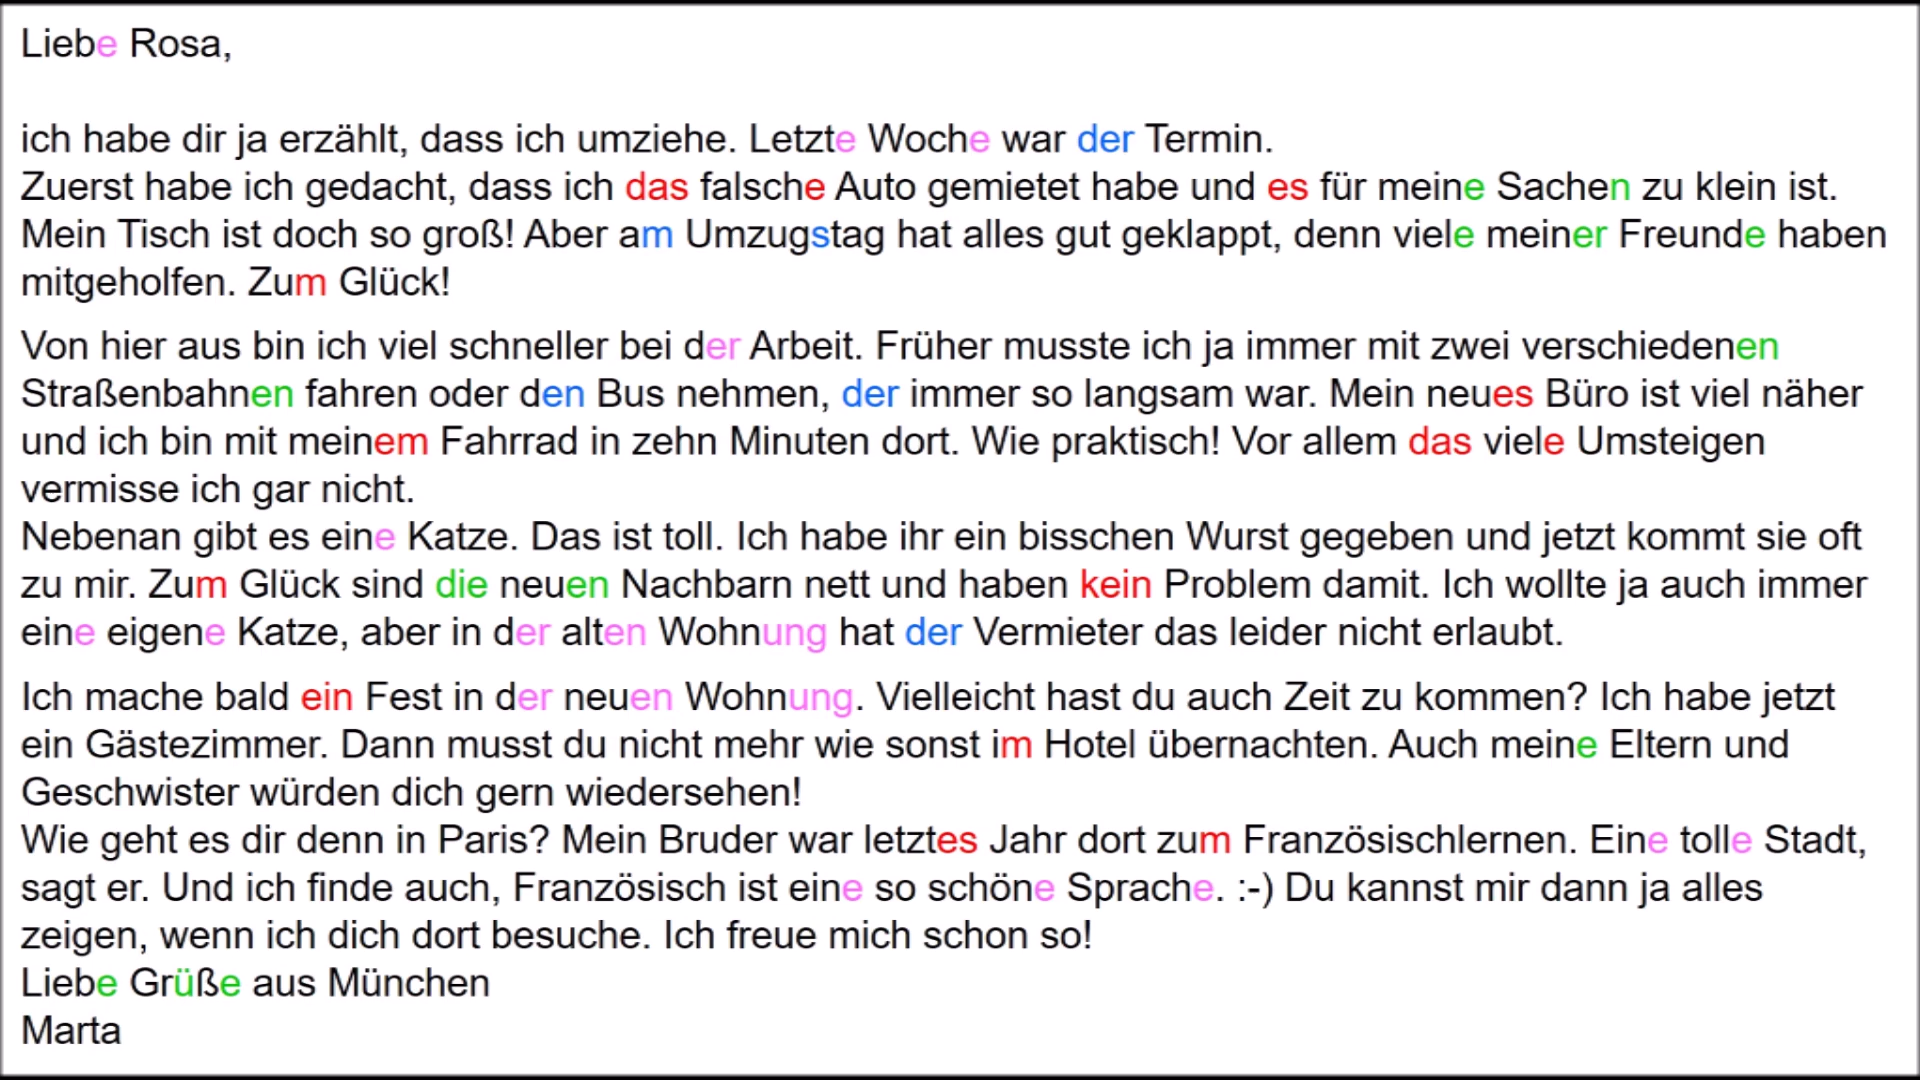 Liebe Rosa,
ich habe dir ja erzählt, dass ich umziehe. Letzte Woche war der Termin.
Zuerst habe ich gedacht, dass ich das falsche Auto gemietet habe und es für meine Sachen zu klein ist.
Mein Tisch ist doch so groß! Aber am Umzugstag hat alles gut geklappt, denn viele meiner Freunde haben
mitgeholfen. Zum Glück!
Von hier aus bin ich viel schneller bei der Arbeit. Früher musste ich ja immer mit zwei verschiedenen
Straßenbahnen fahren oder den Bus nehmen, der immer so langsam war. Mein neues Büro ist viel näher
und ich bin mit meinem Fahrrad in zehn Minuten dort. Wie praktisch! Vor allem das viele Umsteigen
vermisse ich gar nicht.
Nebenan gibt es eine Katze. Das ist toll. Ich habe ihr ein bisschen Wurst gegeben und jetzt kommt sie oft
zu mir. Zum Glück sind die neuen Nachbarn nett und haben kein Problem damit. Ich wollte ja auch immer
eine eigene Katze, aber in der alten Wohnung hat der Vermieter das leider nicht erlaubt.
Ich mache bald ein Fest in der neuen Wohnung. Vielleicht hast du auch Zeit zu kommen? Ich habe jetzt
ein Gästezimmer. Dann musst du nicht mehr wie sonst im Hotel übernachten. Auch meine Eltern und
Geschwister würden dich gern wiedersehen!
Wie geht es dir denn in Paris? Mein Bruder war letztes Jahr dort zum Französischlernen. Eine tolle Stadt,
sagt er. Und ich finde auch, Französisch ist eine so schöne Sprache. :-) Du kannst mir dann ja alles
zeigen, wenn ich dich dort besuche. Ich freue mich schon so!
Liebe Grüße aus München
Marta